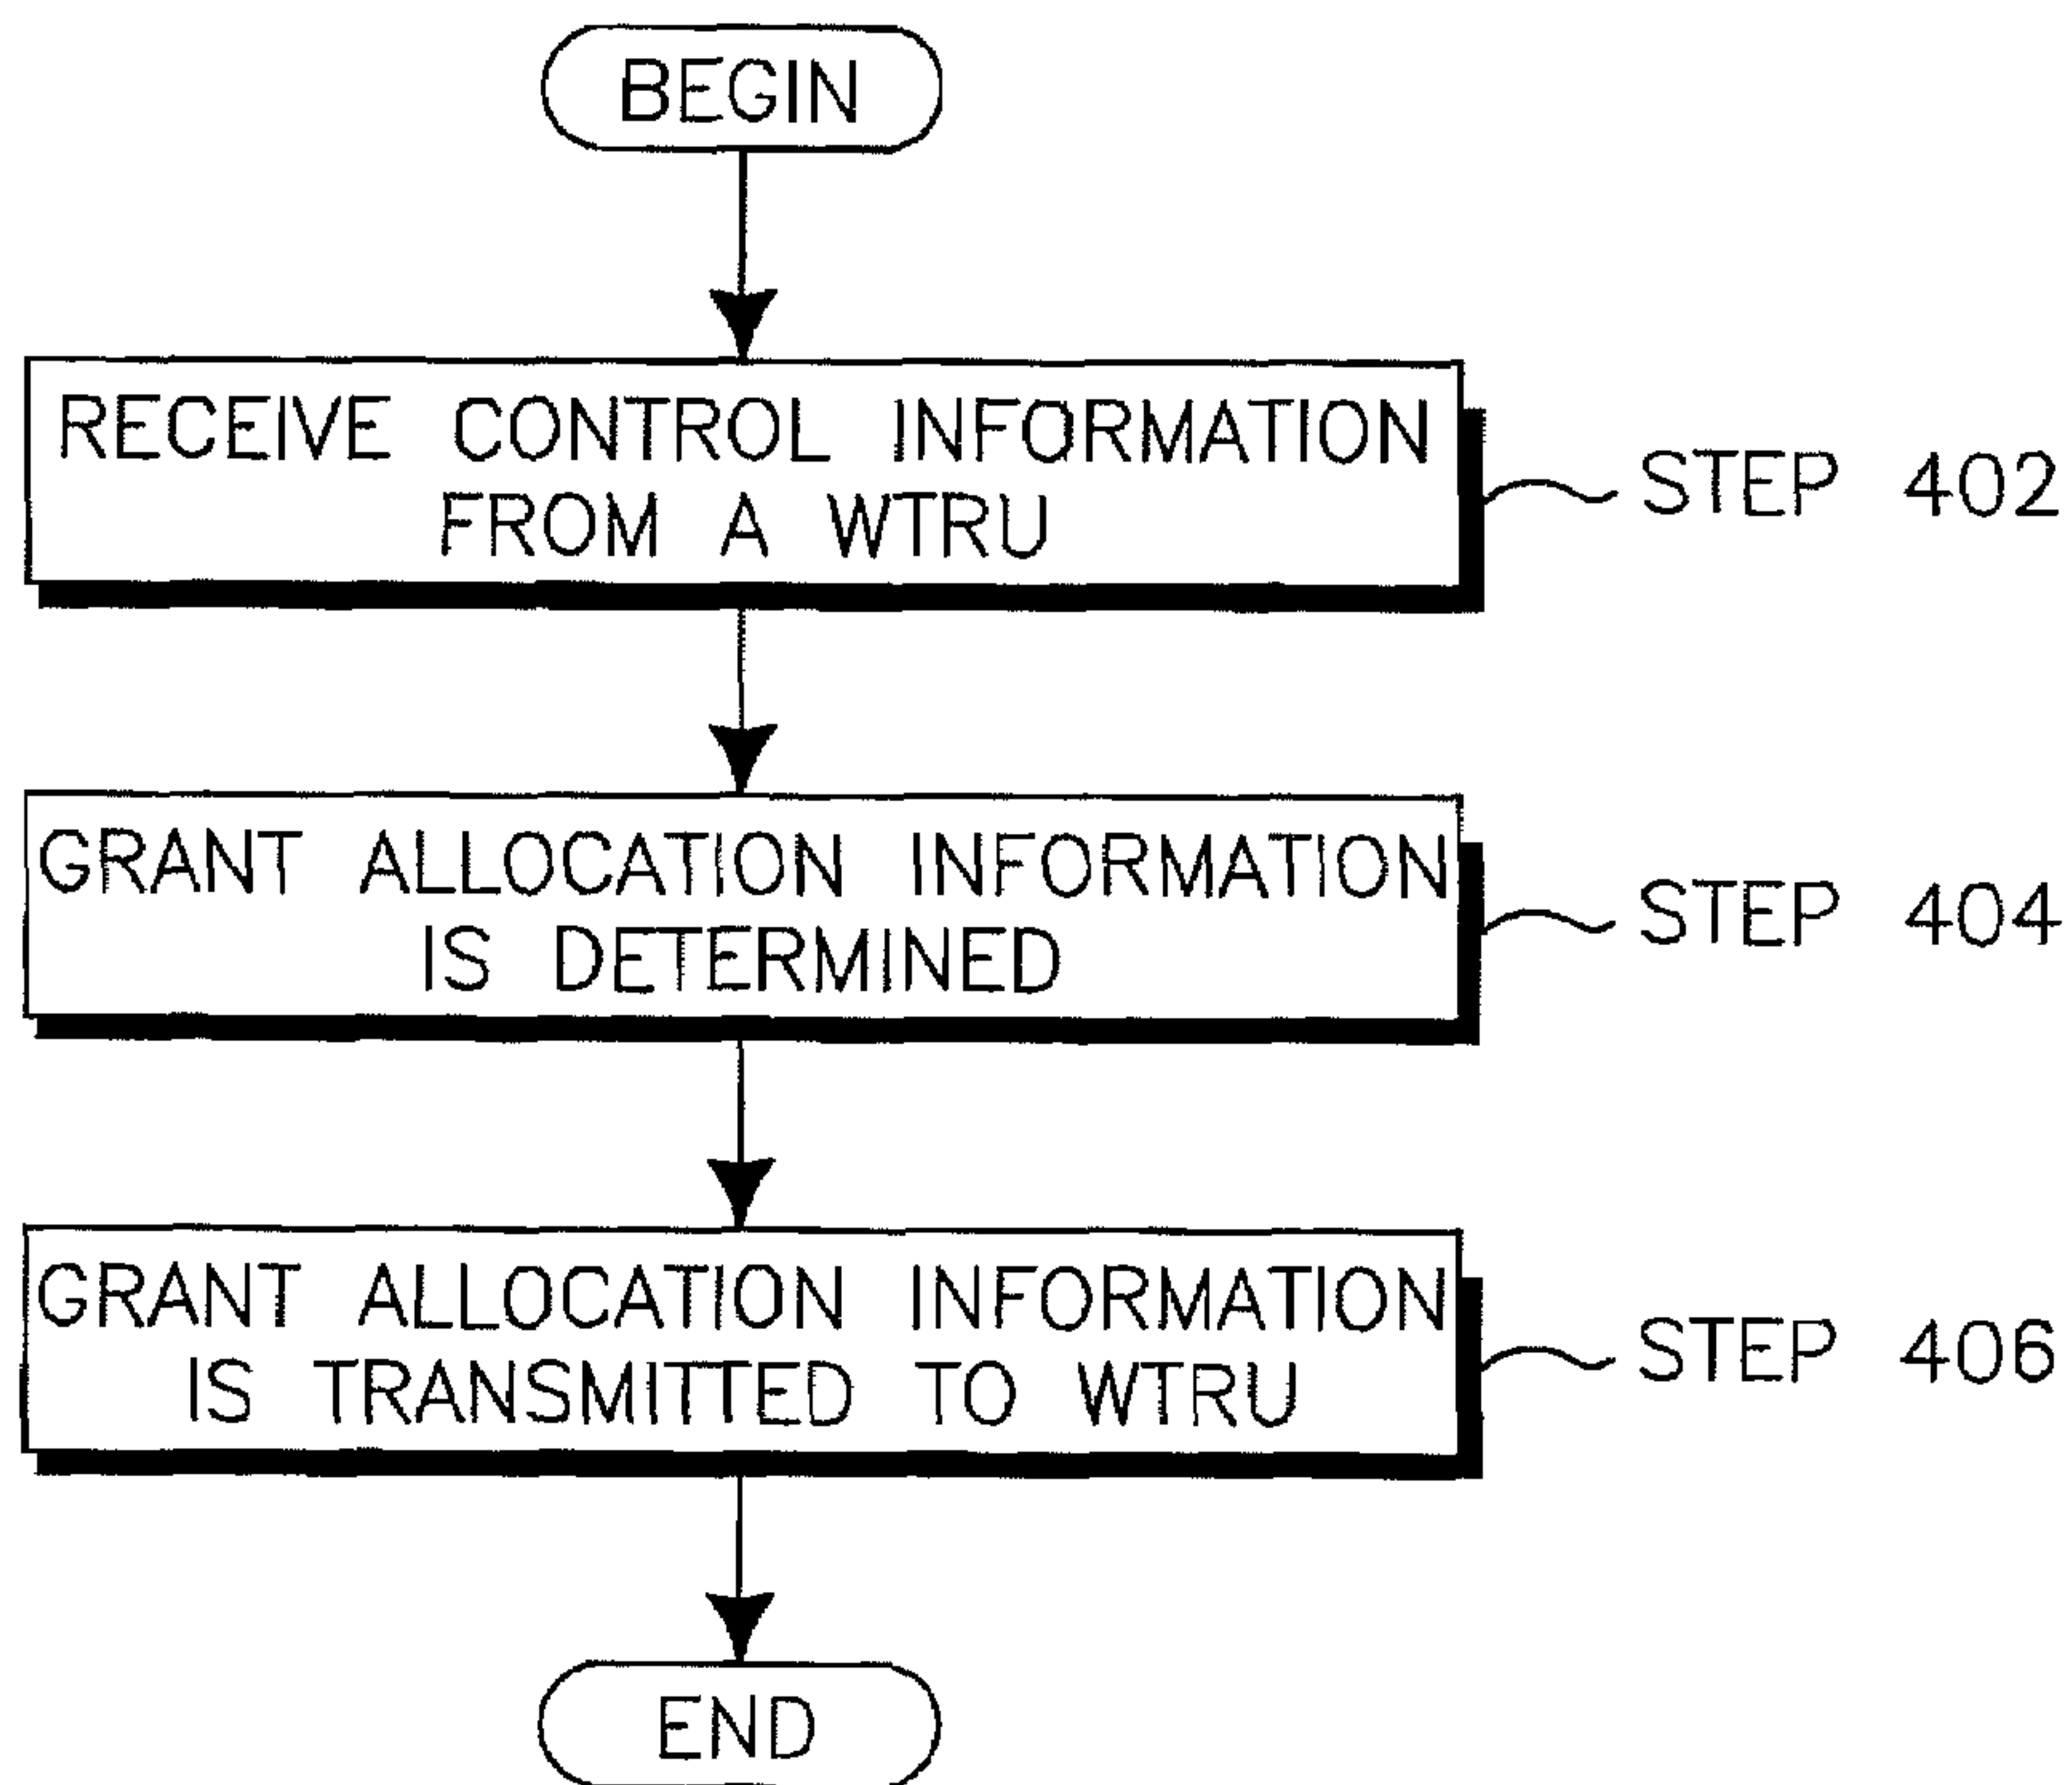 BEGIN
RECEIVE CONTROL INFORMATION
FROM A WTRU
STEP 402
GRANT ALLOCATION INFORMATION
IS DETERMINED
STEP 404
GRANT ALLOCATION INFORMATION
IS TRANSMITTED TO WTRU
STEP 406
END